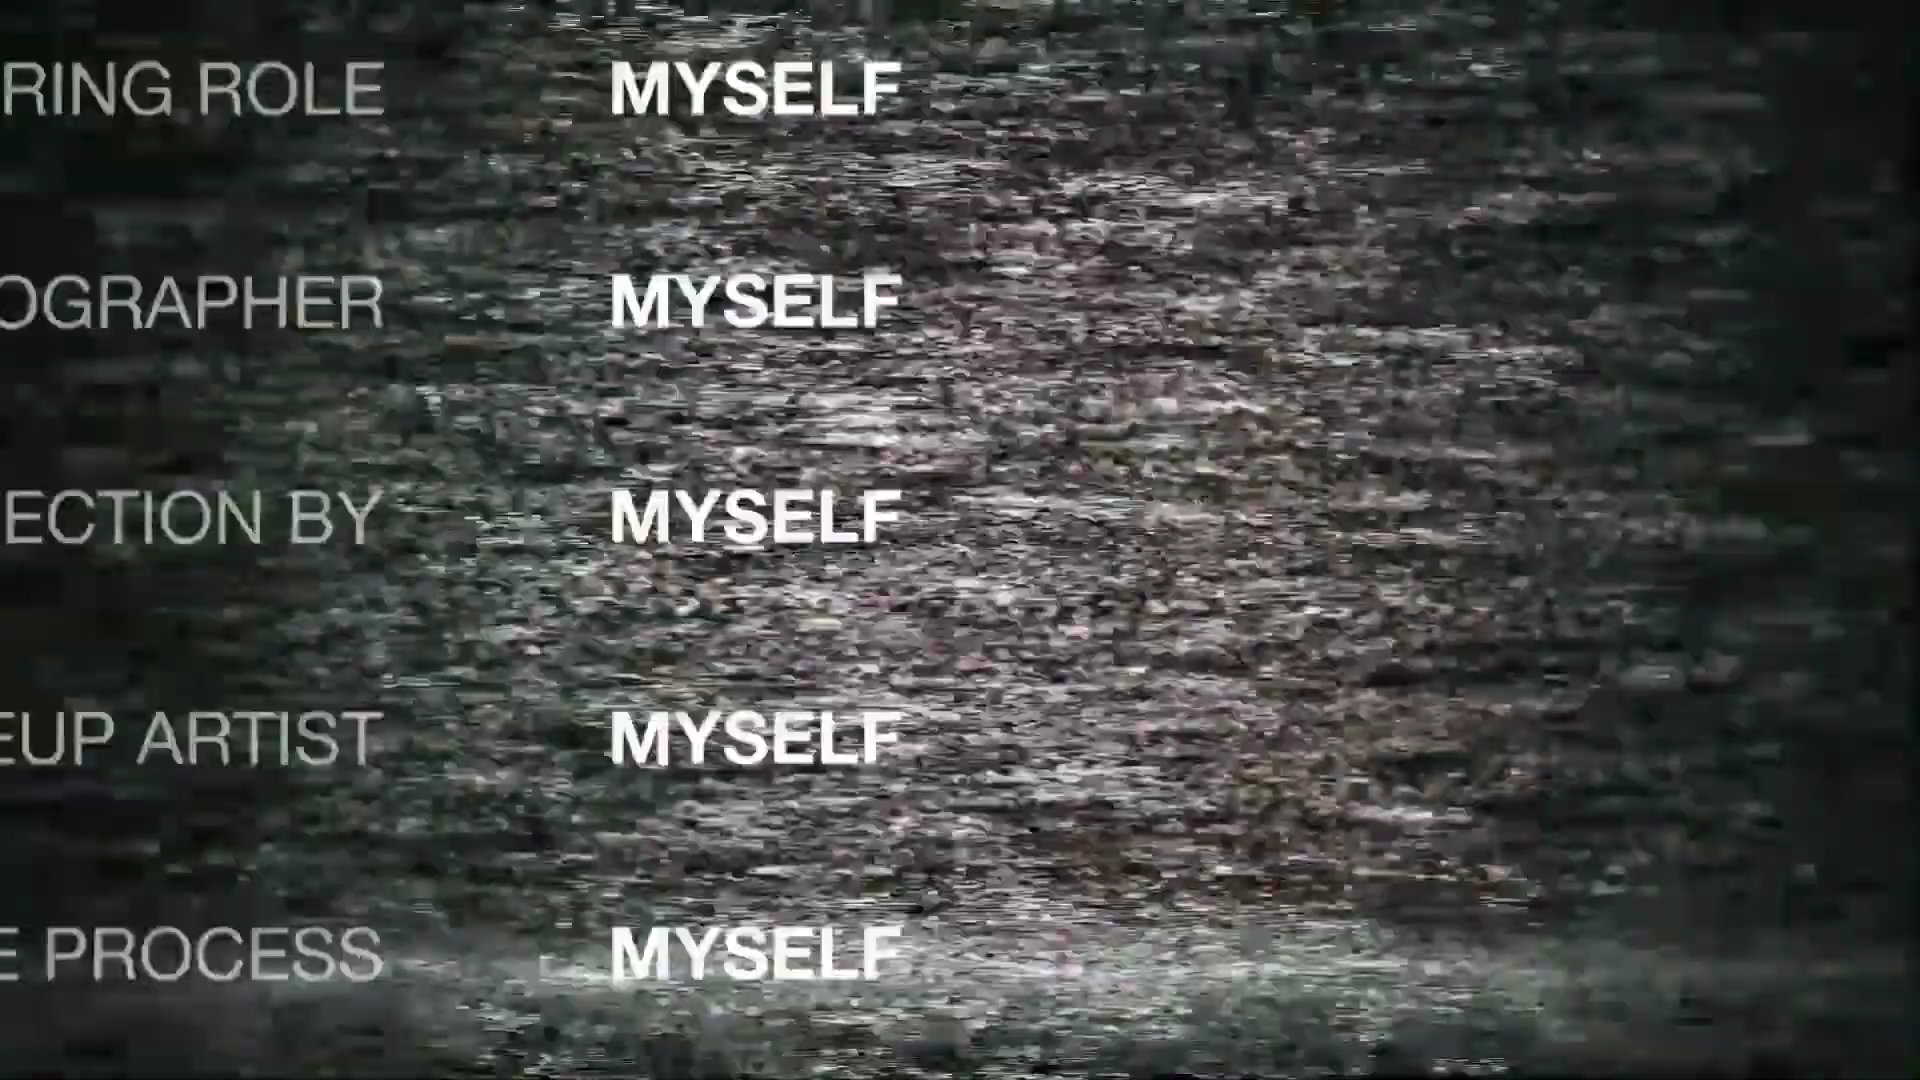 RING ROLE MYSELF
OGRAPHER MYSELF
ECTION BY MYSELF
EUP ARTIST MYSELF
E PROCESS MYSELF